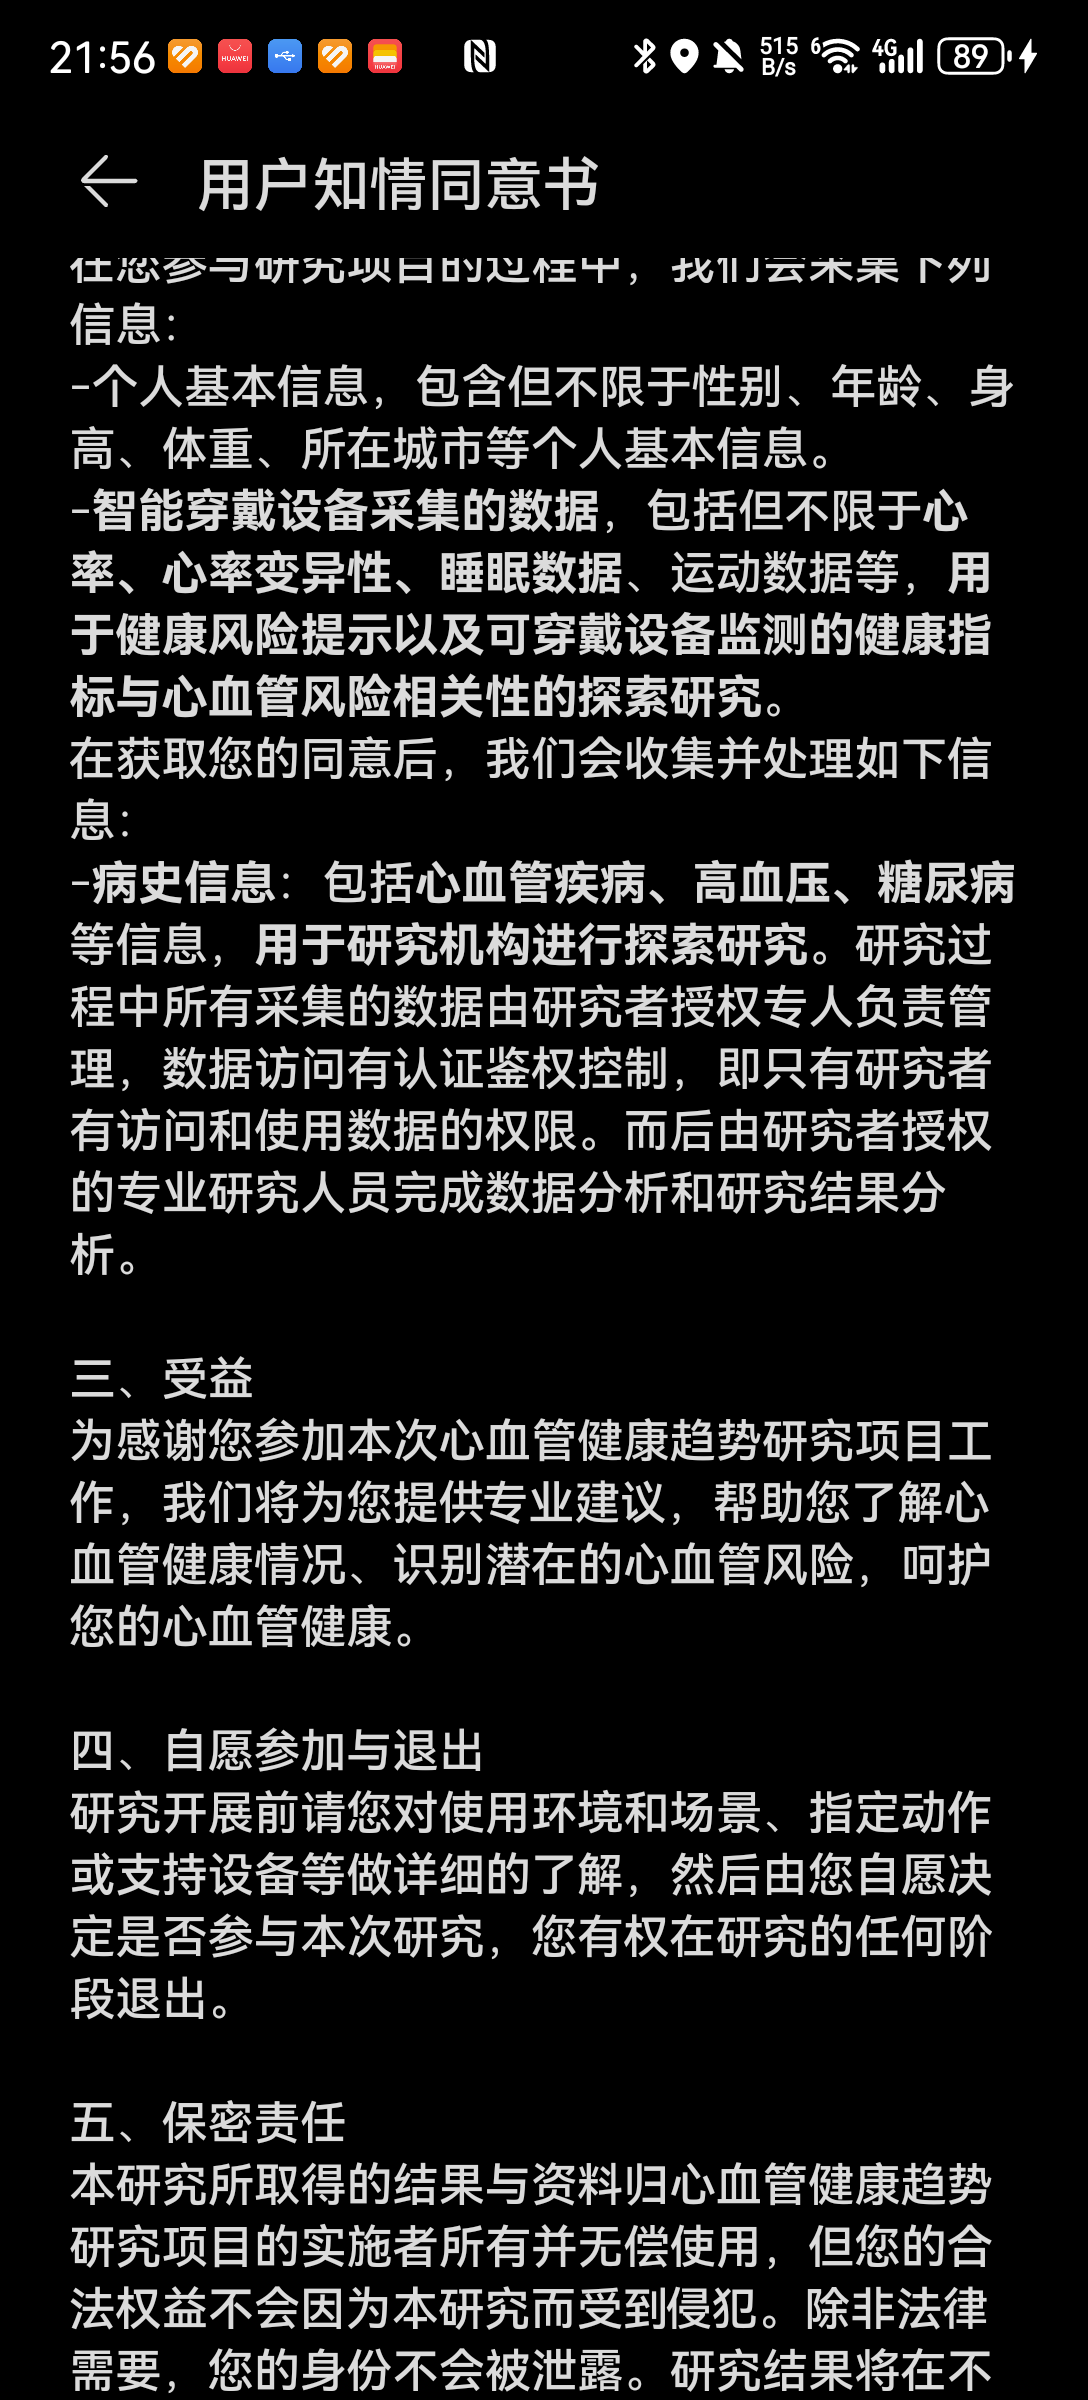 21:56
HUAWEI
HUAWEI
515 B/s
6
4G
89
用户知情同意书
在您参与研究项目的过程中，我们会采集下列
信息：
-个人基本信息，包含但不限于性别、年龄、身
高、体重、所在城市等个人基本信息。
-智能穿戴设备采集的数据，包括但不限于心
率、心率变异性、睡眠数据、运动数据等，用
于健康风险提示以及可穿戴设备监测的健康指
标与心血管风险相关性的探索研究。
在获取您的同意后，我们会收集并处理如下信
息：
-病史信息：包括心血管疾病、高血压、糖尿病
等信息，用于研究机构进行探索研究。研究过
程中所有采集的数据由研究者授权专人负责管
理，数据访问有认证鉴权控制，即只有研究者
有访问和使用数据的权限。而后由研究者授权
的专业研究人员完成数据分析和研究结果分
析。
三、受益
为感谢您参加本次心血管健康趋势研究项目工
作，我们将为您提供专业建议，帮助您了解心
血管健康情况、识别潜在的心血管风险，呵护
您的心血管健康。
四、自愿参加与退出
研究开展前请您对使用环境和场景、指定动作
或支持设备等做详细的了解，然后由您自愿决
定是否参与本次研究，您有权在研究的任何阶
段退出。
五、保密责任
本研究所取得的结果与资料归心血管健康趋势
研究项目的实施者所有并无偿使用，但您的合
法权益不会因为本研究而受到侵犯。除非法律
需要，您的身份不会被泄露。研究结果将在不